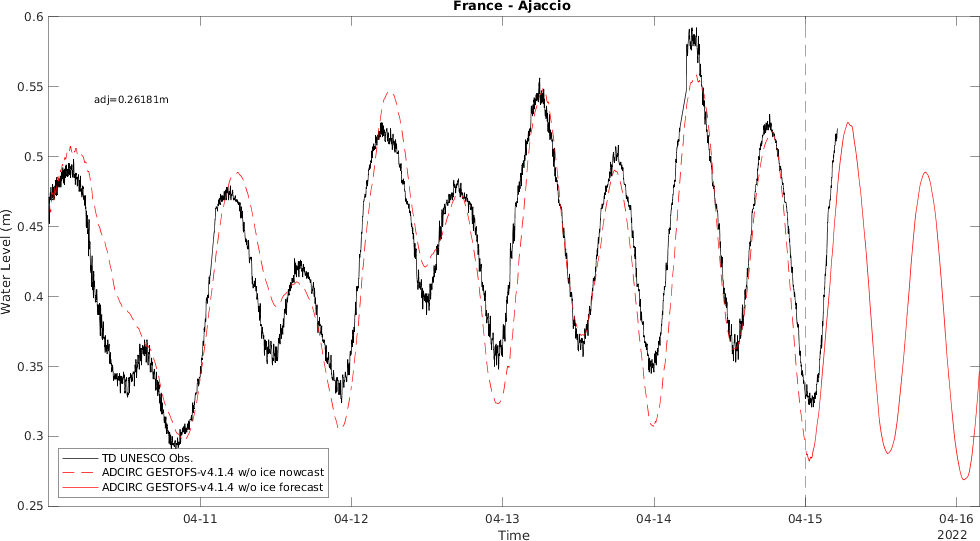 France - Ajaccio
0.6
0.55
0.5
0.45
0.4
0.35
0.3
0.25
Water Level (m)
adj=0.26181m
TD UNESCO Obs.
ADCIRC GESTOFS-v4.1.4 w/o ice nowcast
ADCIRC GESTOFS-v4.1.4 w/o ice forecast
04-11 04-12 04-13 04-14 04-15 04-16
Time
2022